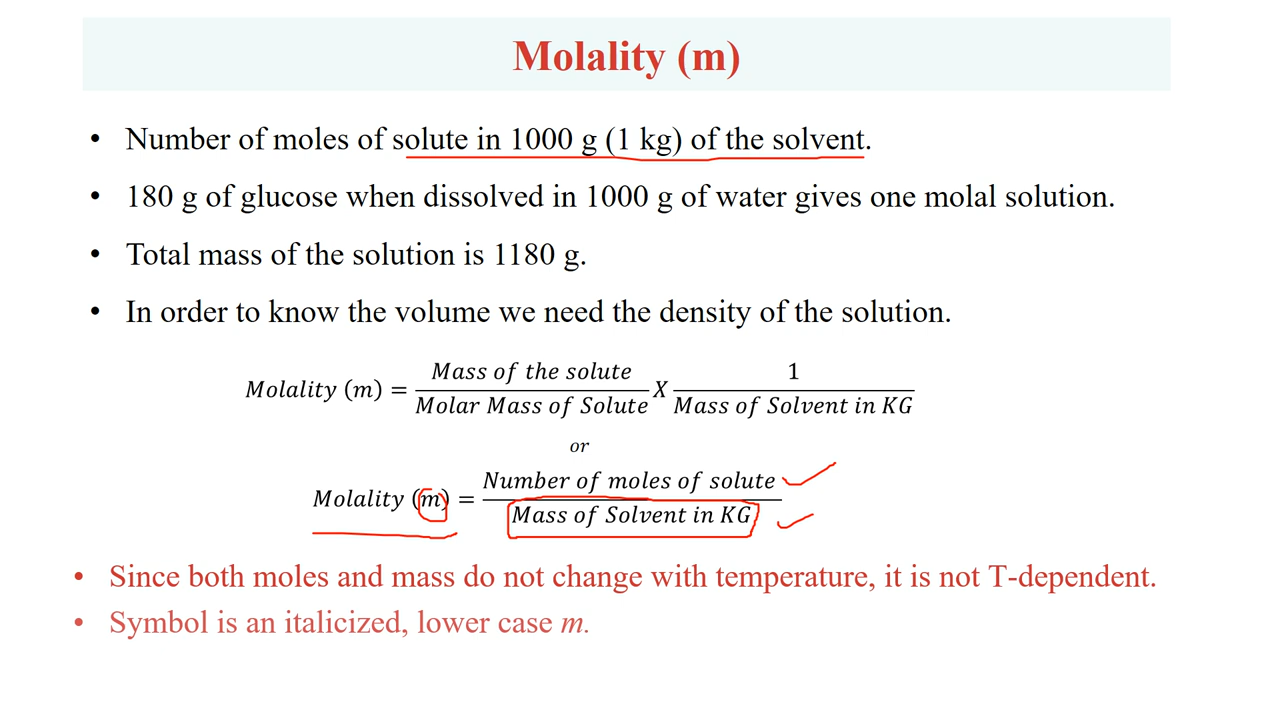 Molality (m)
• Number of moles of solute in 1000 g (1 kg) of the solvent.
• 180 g of glucose when dissolved in 1000 g of water gives one molal solution.
• Total mass of the solution is 1180 g.
• In order to know the volume we need the density of the solution.
Molality (m) = Mass of the solute / Molar Mass of Solute X 1 / Mass of Solvent in KG
or
Molality (m) = Number of moles of solute / Mass of Solvent in KG
• Since both moles and mass do not change with temperature, it is not T-dependent.
• Symbol is an italicized, lower case m.